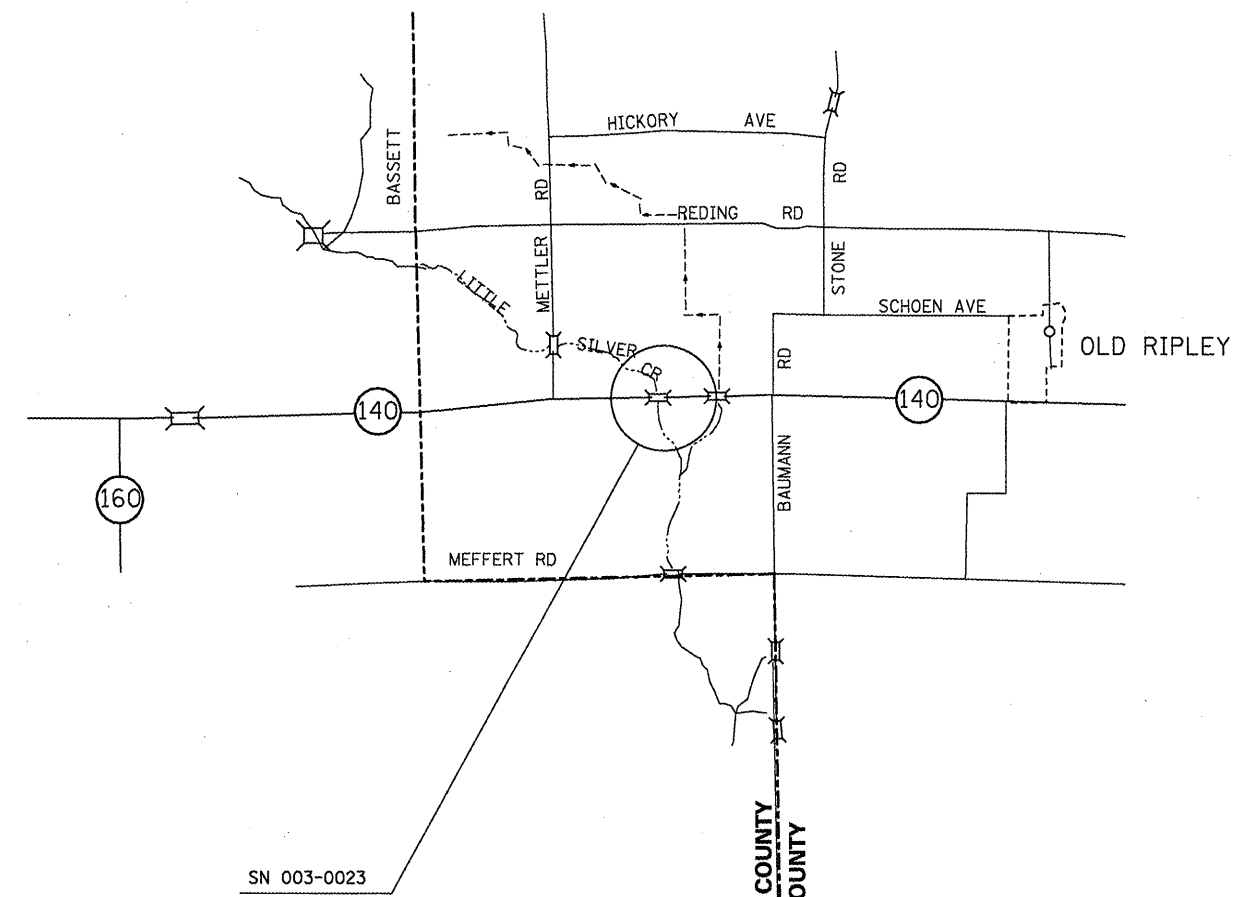 HICKORY AVE
BASSETT
METTLER RD
REDING RD
STONE RD
LITTLE SILVER CR
SCHOEN AVE
OLD RIPLEY
BAUMANN RD
140
140
160
MEFFERT RD
SN 003-0023
COUNTY
OUNTY